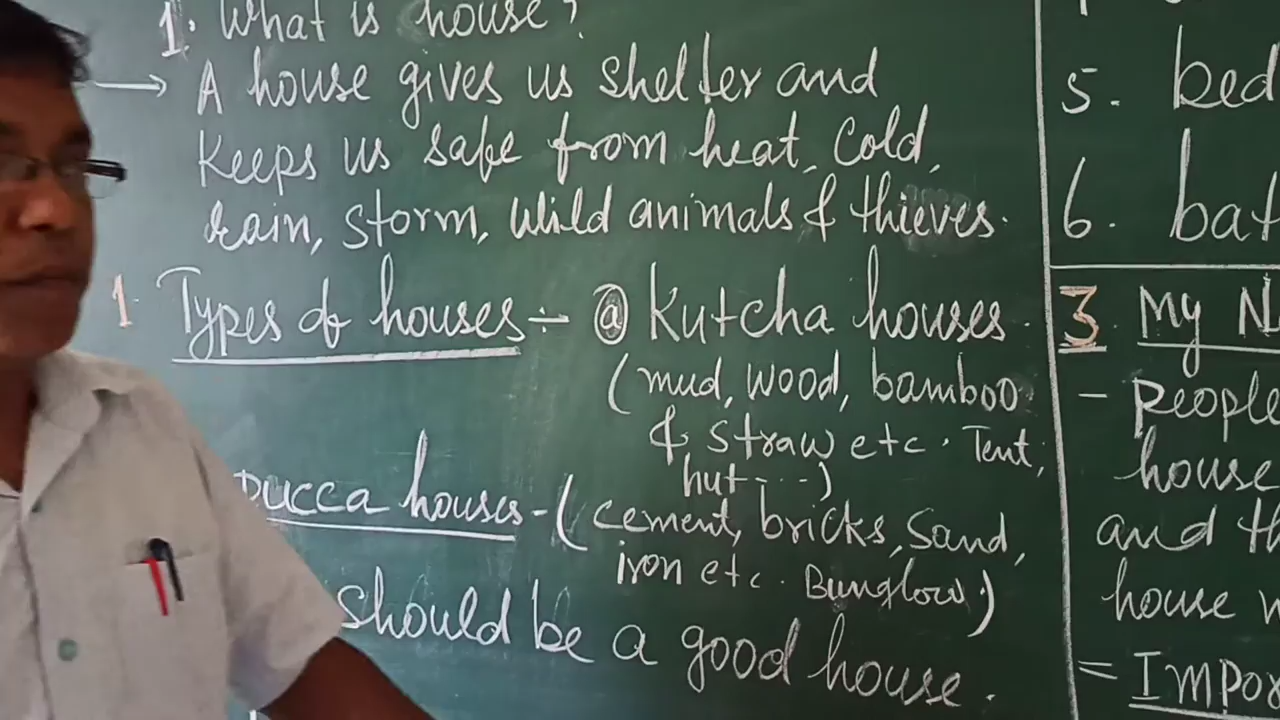 1. What is house?
→ A house gives us shelter and
keeps us safe from heat, cold,
rain, storm, wild animals & thieves.
1. Types of houses :- (a) Kutcha houses.
(mud, wood, bamboo
& straw etc. Tent,
hut ---)
Pucca houses - (cement, bricks, sand,
iron etc. Bunglow.)
should be a good house.
5. bed
6. bat
3. My N
- People
house
and th
house
= Impor